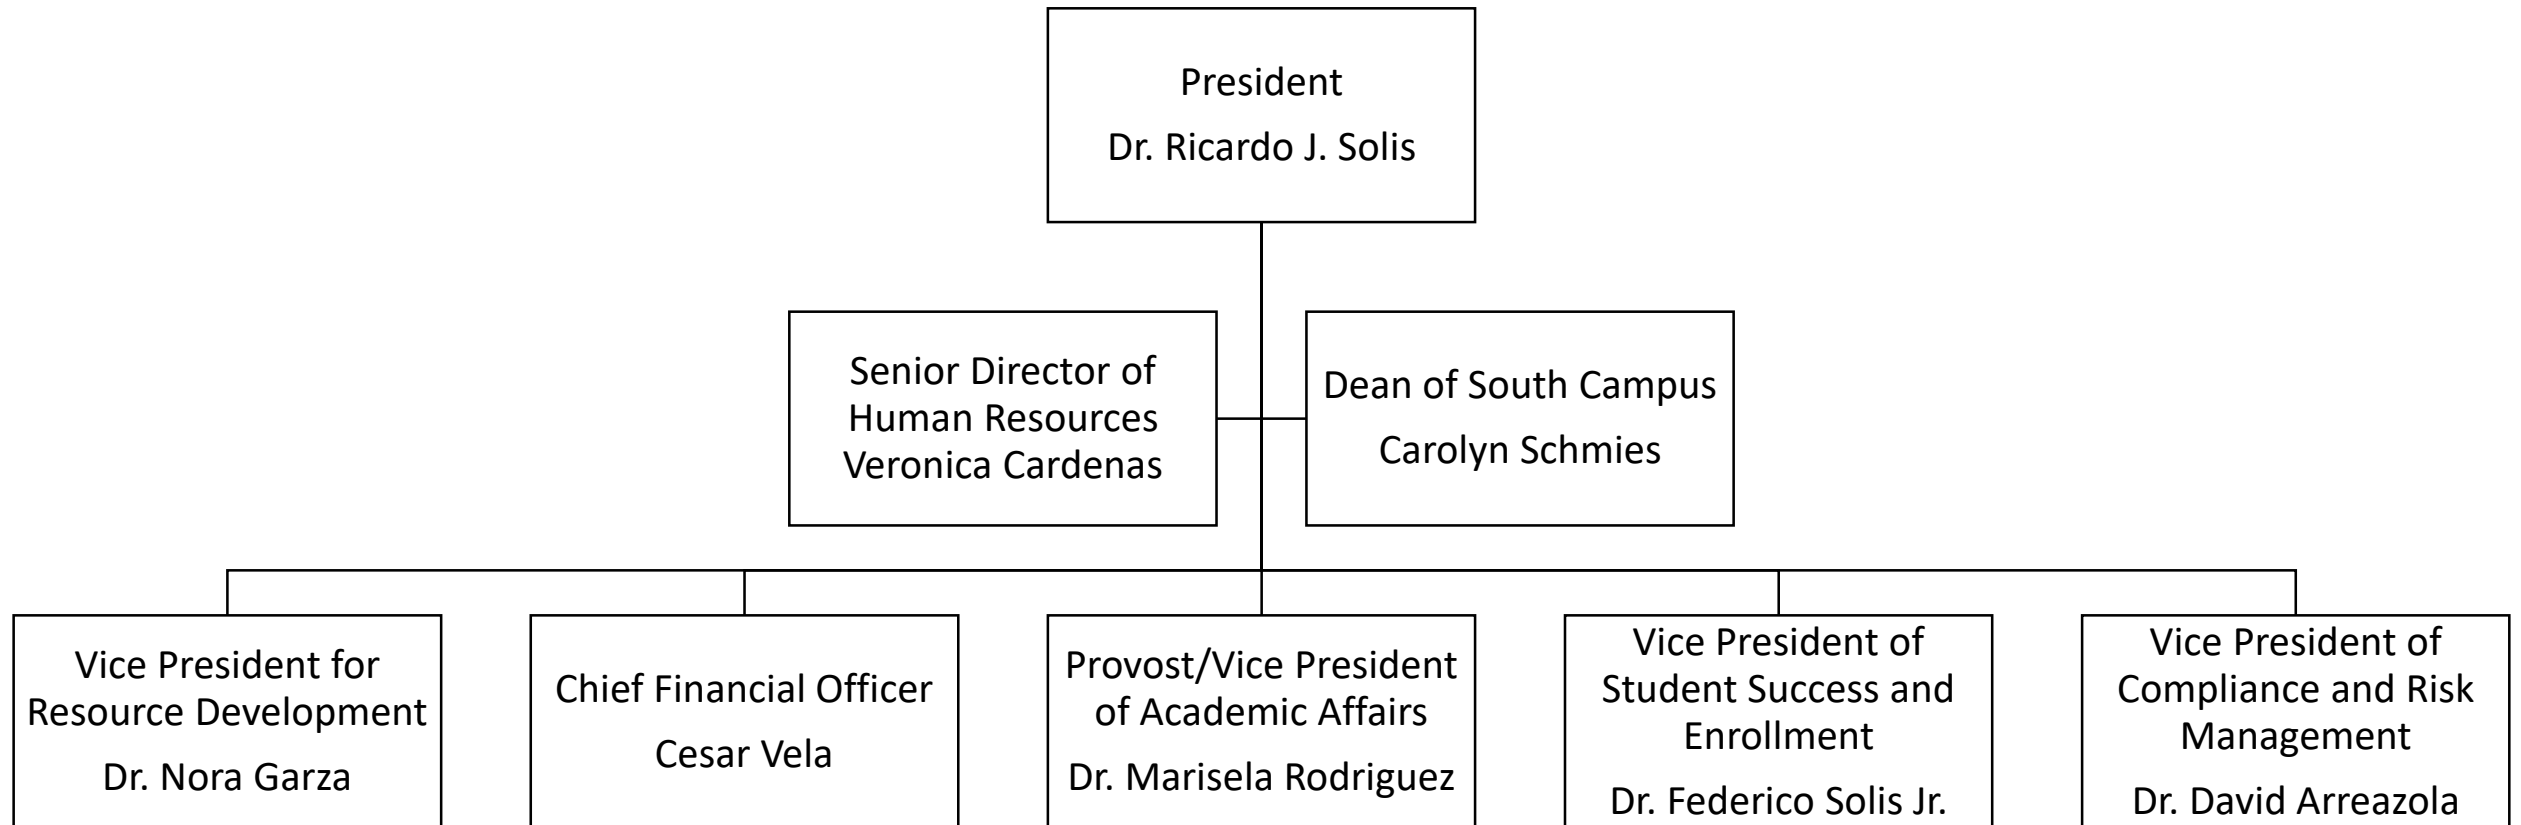 President
Dr. Ricardo J. Solis
Senior Director of
Human Resources
Veronica Cardenas
Dean of South Campus
Carolyn Schmies
Vice President for
Resource Development
Dr. Nora Garza
Chief Financial Officer
Cesar Vela
Provost/Vice President
of Academic Affairs
Dr. Marisela Rodriguez
Vice President of
Student Success and
Enrollment
Dr. Federico Solis Jr.
Vice President of
Compliance and Risk
Management
Dr. David Arreazola